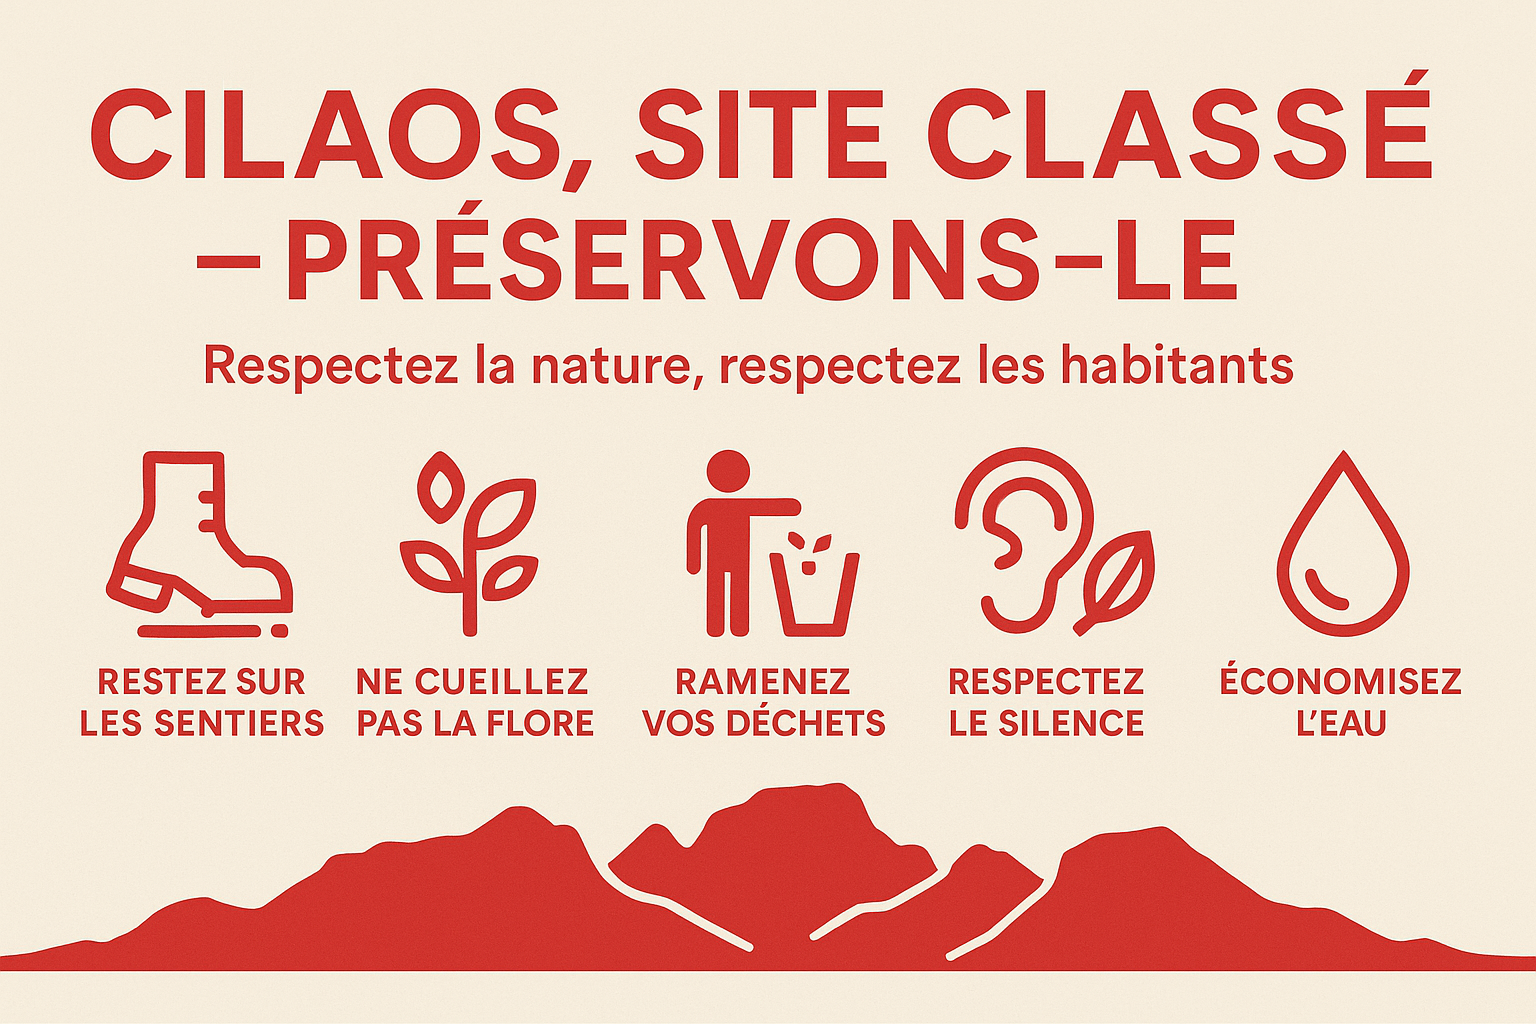 CILAOS, SITE CLASSÉ
– PRÉSERVONS-LE
Respectez la nature, respectez les habitants
RESTEZ SUR
LES SENTIERS
NE CUEILLEZ
PAS LA FLORE
RAMENEZ
VOS DÉCHETS
RESPECTEZ
LE SILENCE
ÉCONOMISEZ
L’EAU